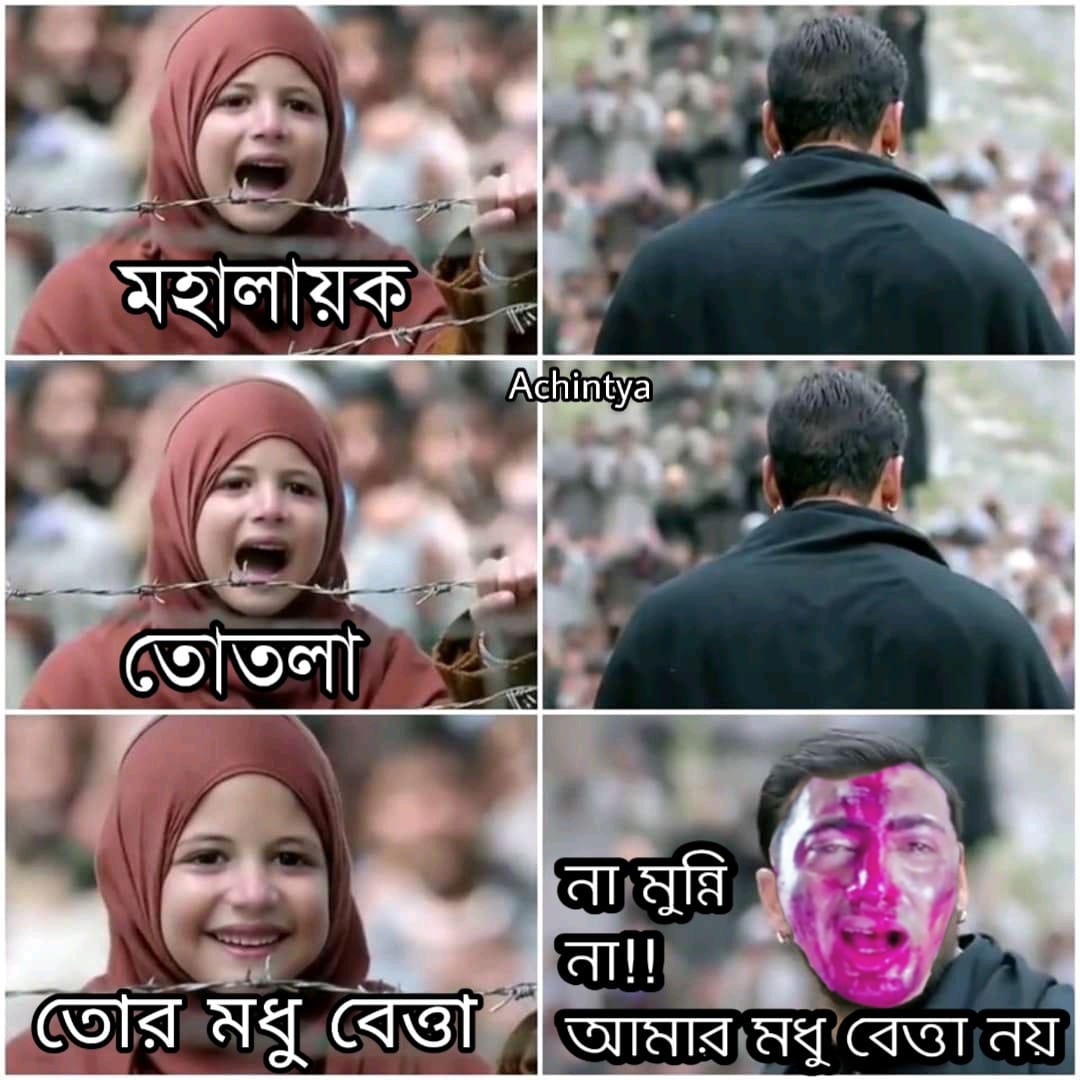 মহালায়ক
Achintya
তোতলা
তোর মধু বেত্তা
না মুন্নি
না!!
আমার মধু বেত্তা নয়